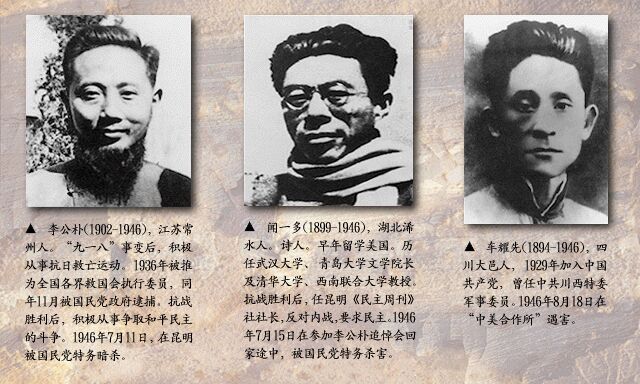 ▲ 李公朴(1902-1946), 江苏常
州人。“九一八”事变后, 积极
从事抗日救亡运动。1936年被推
为全国各界救国会执行委员, 同
年11月被国民党政府逮捕。抗战
胜利后, 积极从事争取和平民主
的斗争。1946年7月11日, 在昆明
被国民党特务暗杀。
▲ 闻一多(1899-1946), 湖北浠
水人。诗人。早年留学美国。历
任武汉大学、青岛大学文学院长
及清华大学、西南联合大学教授。
抗战胜利后, 任昆明《民主周刊》
社社长, 反对内战, 要求民主。1946
年7月15日在参加李公朴追悼会回
家途中, 被国民党特务杀害。
▲ 车耀先(1894-1946), 四
川大邑人, 1929年加入中国
共产党, 曾任中共川西特委
军事委员。1946年8月18日在
“中美合作所”遇害。